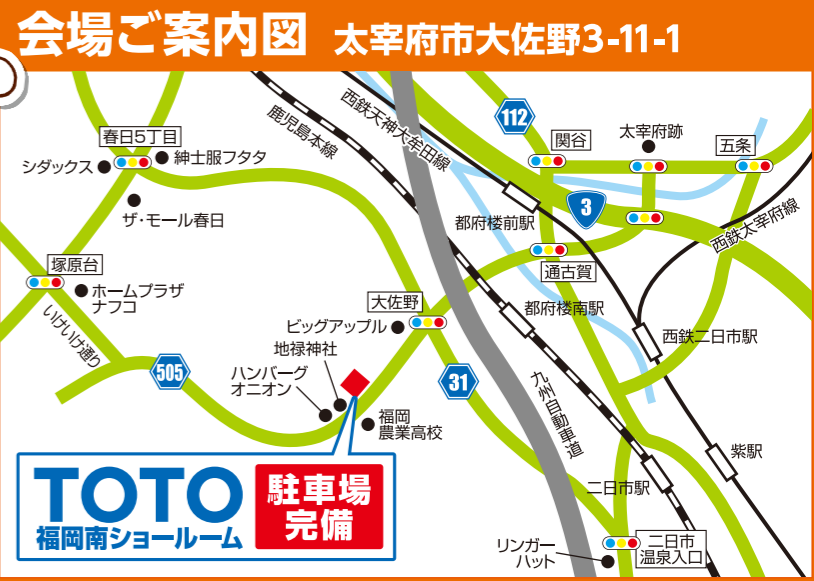 会場ご案内図 太宰府市大佐野3-11-1
112
西鉄天神大牟田線
鹿児島本線
春日5丁目
シダックス
紳士服フタタ
ザ・モール春日
関谷
太宰府跡
五条
3
都府楼前駅
西鉄太宰府線
通古賀
塚原台
ホームプラザ
ナフコ
いけいけ通り
大佐野
ビッグアップル
都府楼南駅
西鉄二日市駅
地禄神社
ハンバーグ
オニオン
505
31
九州自動車道
福岡
農業高校
紫駅
二日市駅
TOTO
福岡南ショールーム
駐車場
完備
リンガー
ハット
二日市
温泉入口